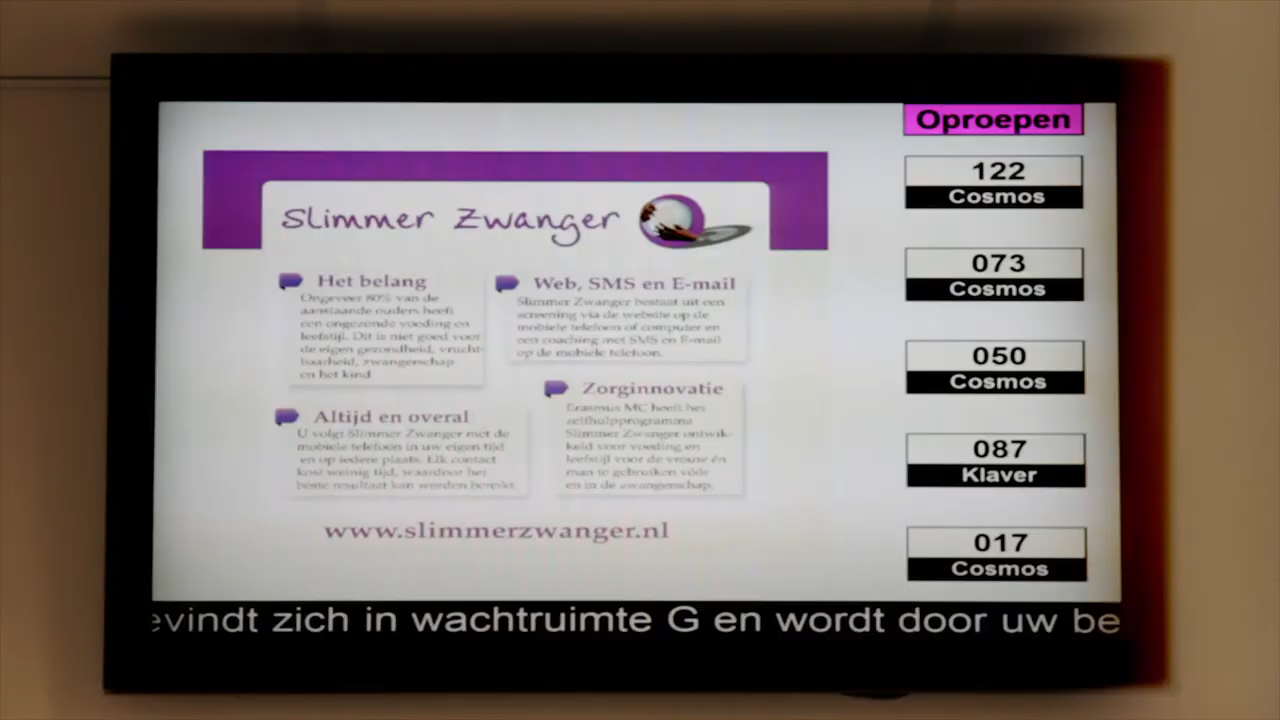 Oproepen
Slimmer Zwanger
122
Cosmos
073
Cosmos
050
Cosmos
087
Klaver
017
Cosmos
Het belang
Ongeveer 80% van de
aanstaande ouders heeft
een ongezonde voeding en
leefstijl. Dit is niet goed voor
de eigen gezondheid, vrucht-
baarheid, zwangerschap
en het kind.
Web, SMS en E-mail
Slimmer Zwanger bestaat uit een
screening via de website op de
mobiele telefoon of computer en
een coaching met SMS en E-mail
op de mobiele telefoon.
Altijd en overal
U volgt Slimmer Zwanger met de
mobiele telefoon in uw eigen tijd
en op iedere plaats. Elk contact
kost weinig tijd, waardoor het
beste resultaat kan worden bereikt.
Zorginnovatie
Erasmus MC heeft het
zelfhulpprogramma
Slimmer Zwanger ontwik-
keld voor voeding en
leefstijl voor de vrouw én
man te gebruiken vóór
en in de zwangerschap.
www.slimmerzwanger.nl
evindt zich in wachtruimte G en wordt door uw be